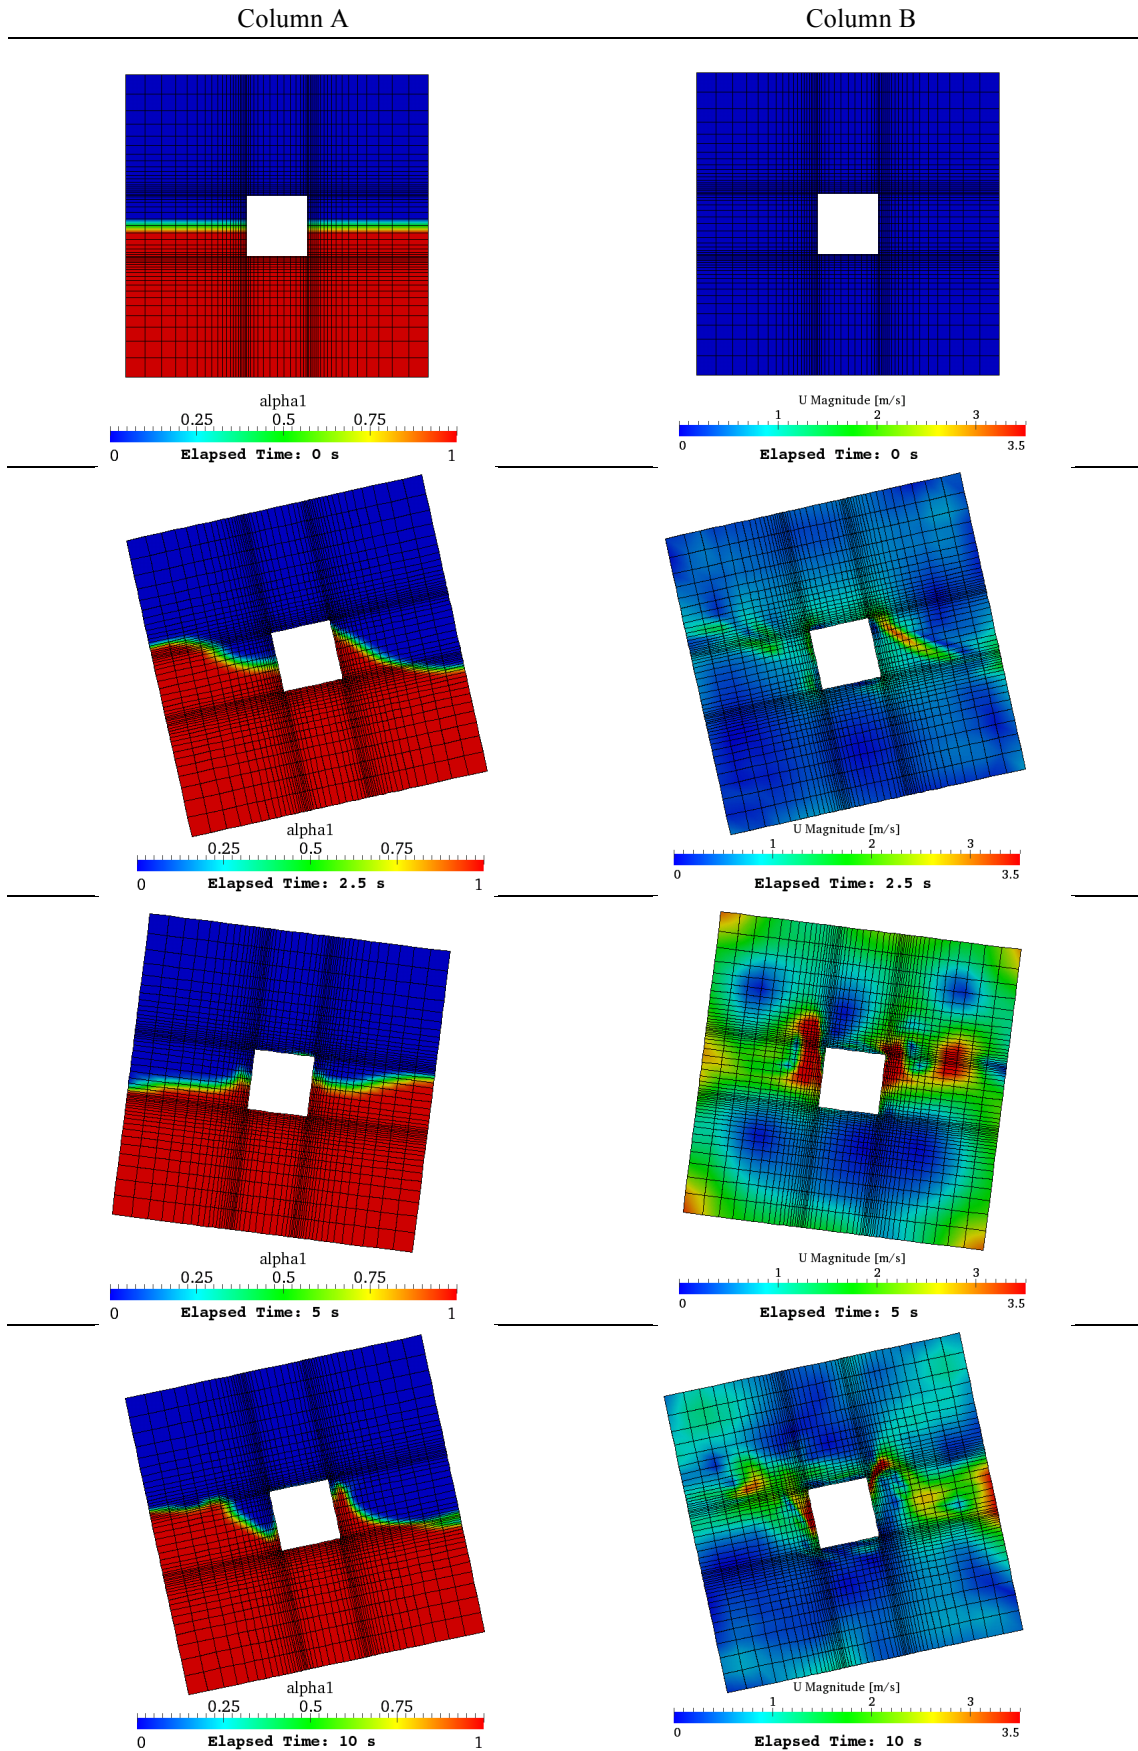 Column A Column B
alpha1 U Magnitude [m/s]
0.25 0.5 0.75 1 2 3
0 Elapsed Time: 0 s 1 0 Elapsed Time: 0 s 3.5
alpha1 U Magnitude [m/s]
0.25 0.5 0.75 1 2 3
0 Elapsed Time: 2.5 s 1 0 Elapsed Time: 2.5 s 3.5
alpha1 U Magnitude [m/s]
0.25 0.5 0.75 1 2 3
0 Elapsed Time: 5 s 1 0 Elapsed Time: 5 s 3.5
alpha1 U Magnitude [m/s]
0.25 0.5 0.75 1 2 3
0 Elapsed Time: 10 s 1 0 Elapsed Time: 10 s 3.5